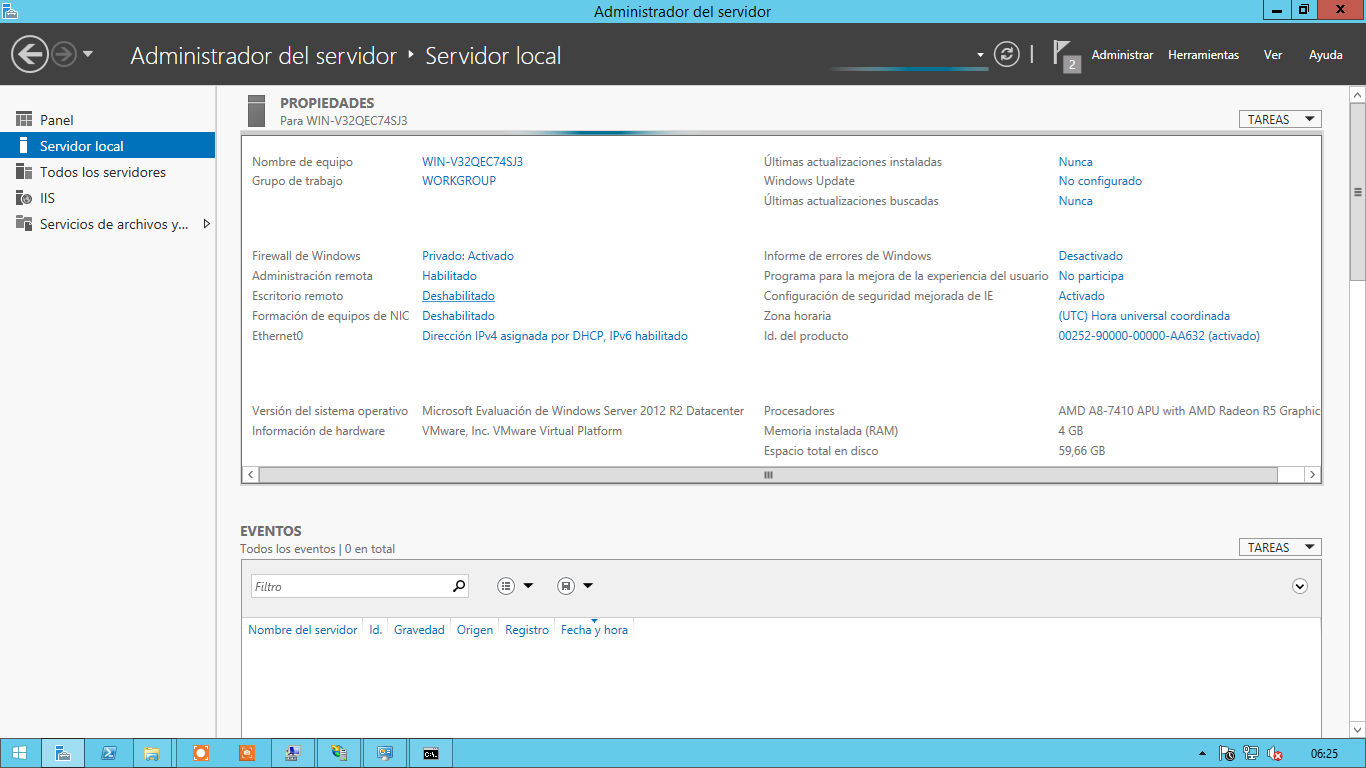 Administrador del servidor
Administrador del servidor ‣ Servidor local
2
Administrar Herramientas Ver Ayuda
Panel
Servidor local
Todos los servidores
IIS
Servicios de archivos y...
PROPIEDADES
Para WIN-V32QEC74SJ3
TAREAS
Nombre de equipo WIN-V32QEC74SJ3 Últimas actualizaciones instaladas Nunca
Grupo de trabajo WORKGROUP Windows Update No configurado
Últimas actualizaciones buscadas Nunca
Firewall de Windows Privado: Activado Informe de errores de Windows Desactivado
Administración remota Habilitado Programa para la mejora de la experiencia del usuario No participa
Escritorio remoto Deshabilitado Configuración de seguridad mejorada de IE Activado
Formación de equipos de NIC Deshabilitado Zona horaria (UTC) Hora universal coordinada
Ethernet0 Dirección IPv4 asignada por DHCP, IPv6 habilitado Id. del producto 00252-90000-00000-AA632 (activado)
Versión del sistema operativo Microsoft Evaluación de Windows Server 2012 R2 Datacenter Procesadores AMD A8-7410 APU with AMD Radeon R5 Graphic
Información de hardware VMware, Inc. VMware Virtual Platform Memoria instalada (RAM) 4 GB
Espacio total en disco 59,66 GB
EVENTOS
Todos los eventos | 0 en total
TAREAS
Filtro
Nombre del servidor Id. Gravedad Origen Registro Fecha y hora
06:25